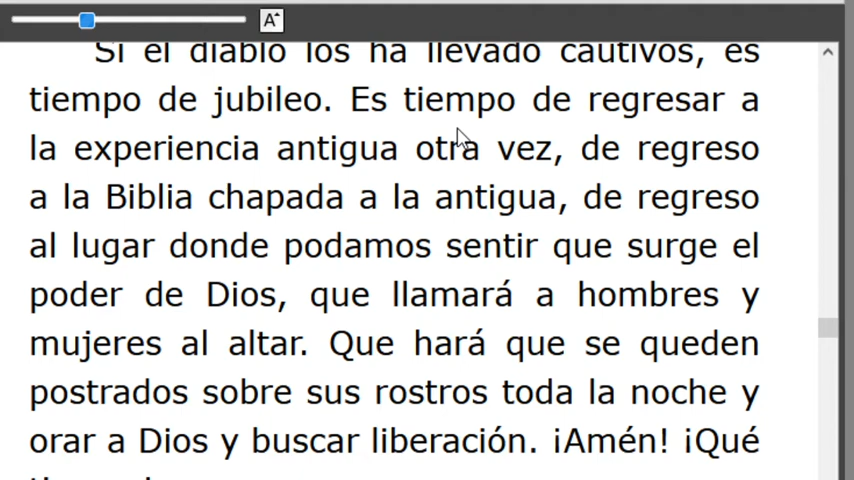 A
Si el diablo los ha llevado cautivos, es
tiempo de jubileo. Es tiempo de regresar a
la experiencia antigua otra vez, de regreso
a la Biblia chapada a la antigua, de regreso
al lugar donde podamos sentir que surge el
poder de Dios, que llamará a hombres y
mujeres al altar. Que hará que se queden
postrados sobre sus rostros toda la noche y
orar a Dios y buscar liberación. ¡Amén! ¡Qué